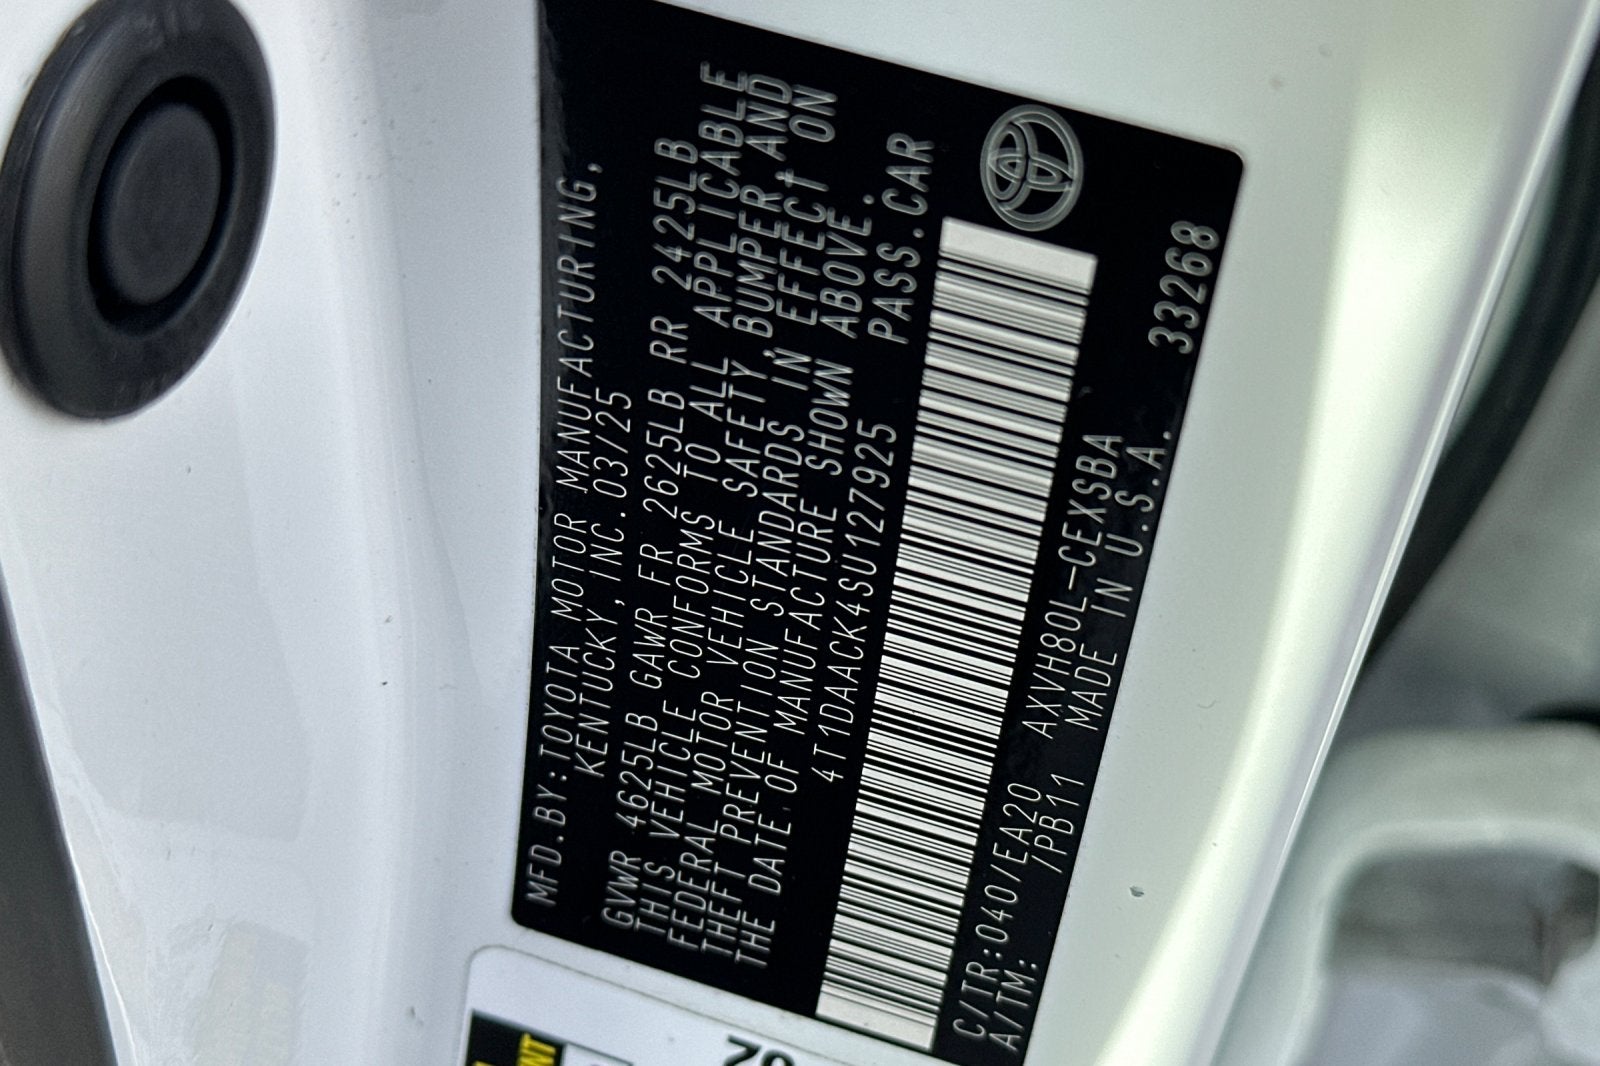 MFD.BY:TOYOTA MOTOR MANUFACTURING,
KENTUCKY, INC.03/25
GVWR 4625LB GAWR FR 2625LB RR 2425LB
THIS VEHICLE CONFORMS TO ALL APPLICABLE
FEDERAL MOTOR VEHICLE SAFETY, BUMPER, AND
THEFT PREVENTION STANDARDS IN EFFECT ON
THE DATE OF MANUFACTURE SHOWN ABOVE.
4T1DAACK4SU127925 PASS.CAR
C/TR:040/EA20 AXVH80L-CEXSBA 33268
A/TM: /PB11 MADE IN U.S.A.